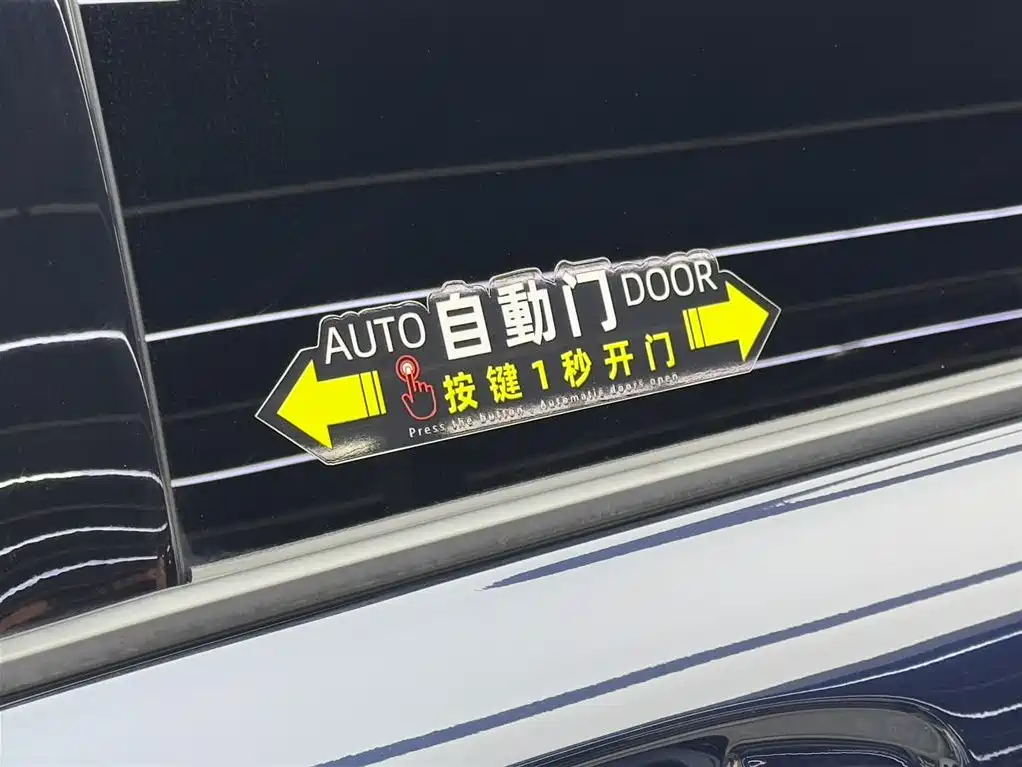 AUTO 自動门 DOOR
按键1秒开门
Press the button . Automatic doors open